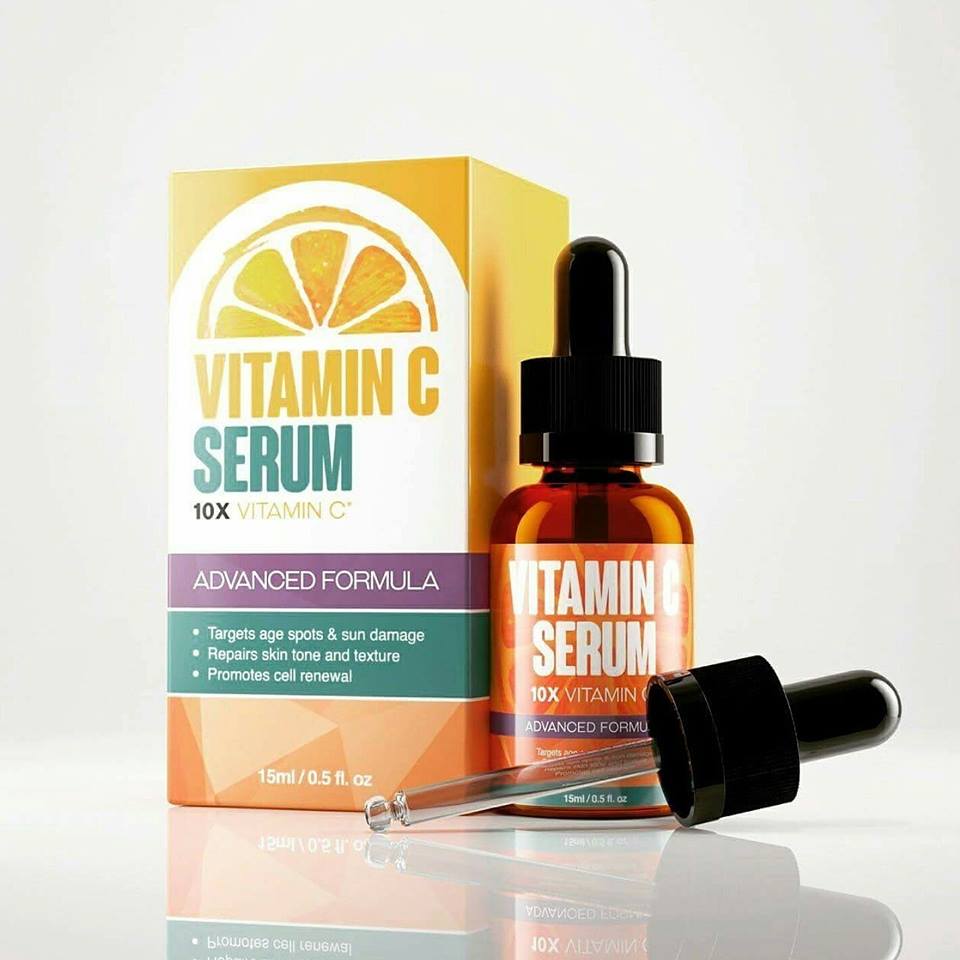 VITAMIN C
SERUM
10X VITAMIN C*
ADVANCED FORMULA
• Targets age spots & sun damage
• Repairs skin tone and texture
• Promotes cell renewal
15ml / 0.5 fl. oz
VITAMIN C
SERUM
10X VITAMIN
ADVANCED
Targets
15ml / 0.5 fl. oz